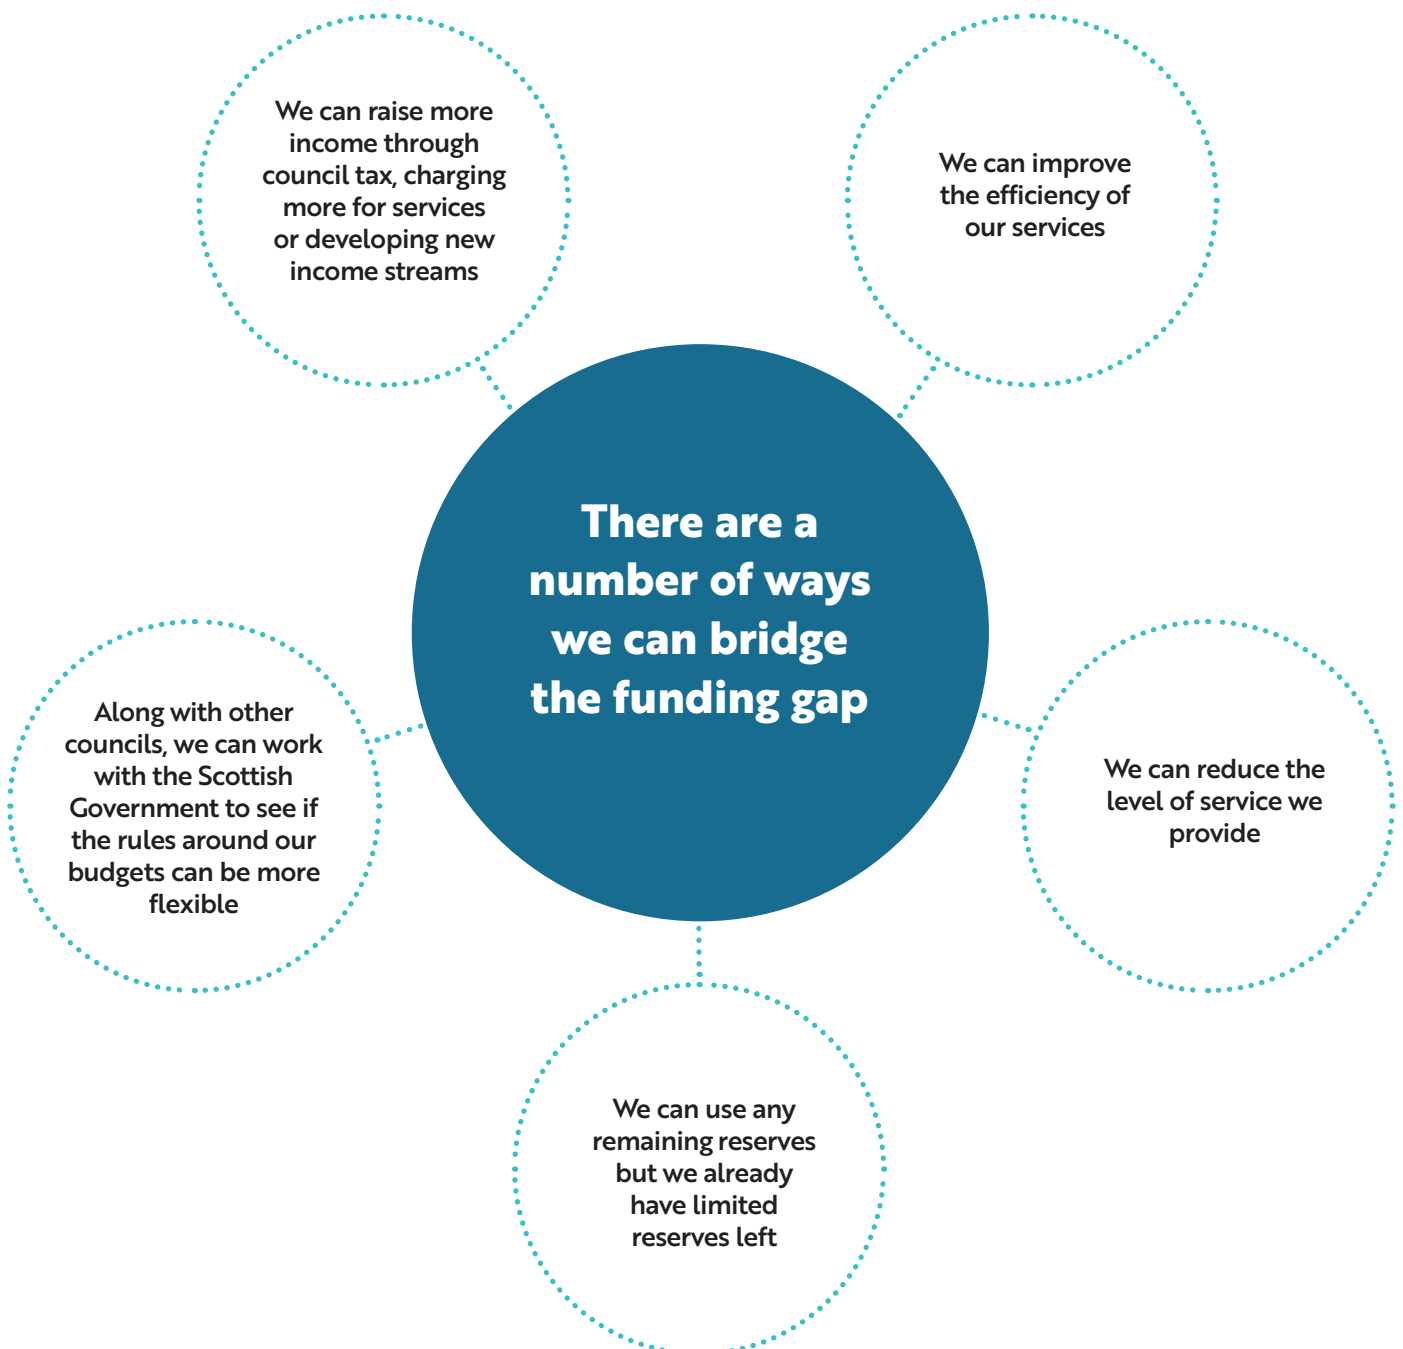 We can raise more
income through
council tax, charging
more for services
or developing new
income streams
We can improve
the efficiency of
our services
There are a
number of ways
we can bridge
the funding gap
Along with other
councils, we can work
with the Scottish
Government to see if
the rules around our
budgets can be more
flexible
We can reduce the
level of service we
provide
We can use any
remaining reserves
but we already
have limited
reserves left